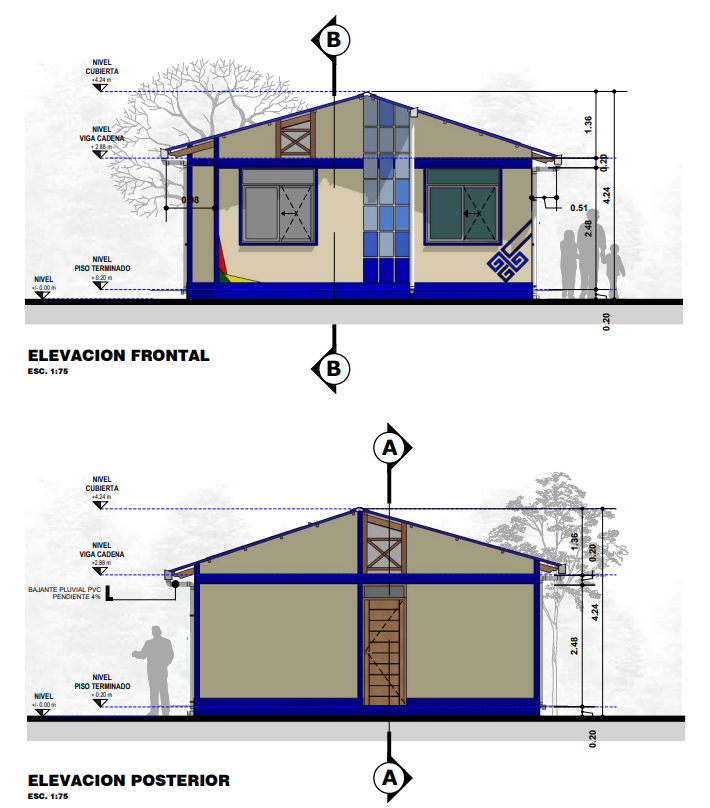 B
NIVEL
CUBIERTA
+4.24 m
NIVEL
VIGA CADENA
+ 2.88 m
1.36
0.20
4.24
0.98
0.51
2.48
NIVEL
PISO TERMINADO
+ 0.20 m
NIVEL
+/- 0.00 m
0.20
ELEVACION FRONTAL
ESC. 1:75
B
A
NIVEL
CUBIERTA
+4.24 m
NIVEL
VIGA CADENA
+2.88 m
1.36
0.20
BAJANTE PLUVIAL PVC
PENDIENTE 4%
4.24
2.48
NIVEL
PISO TERMINADO
+ 0.20 m
NIVEL
+/- 0.00 m
0.20
ELEVACION POSTERIOR
ESC. 1:75
A